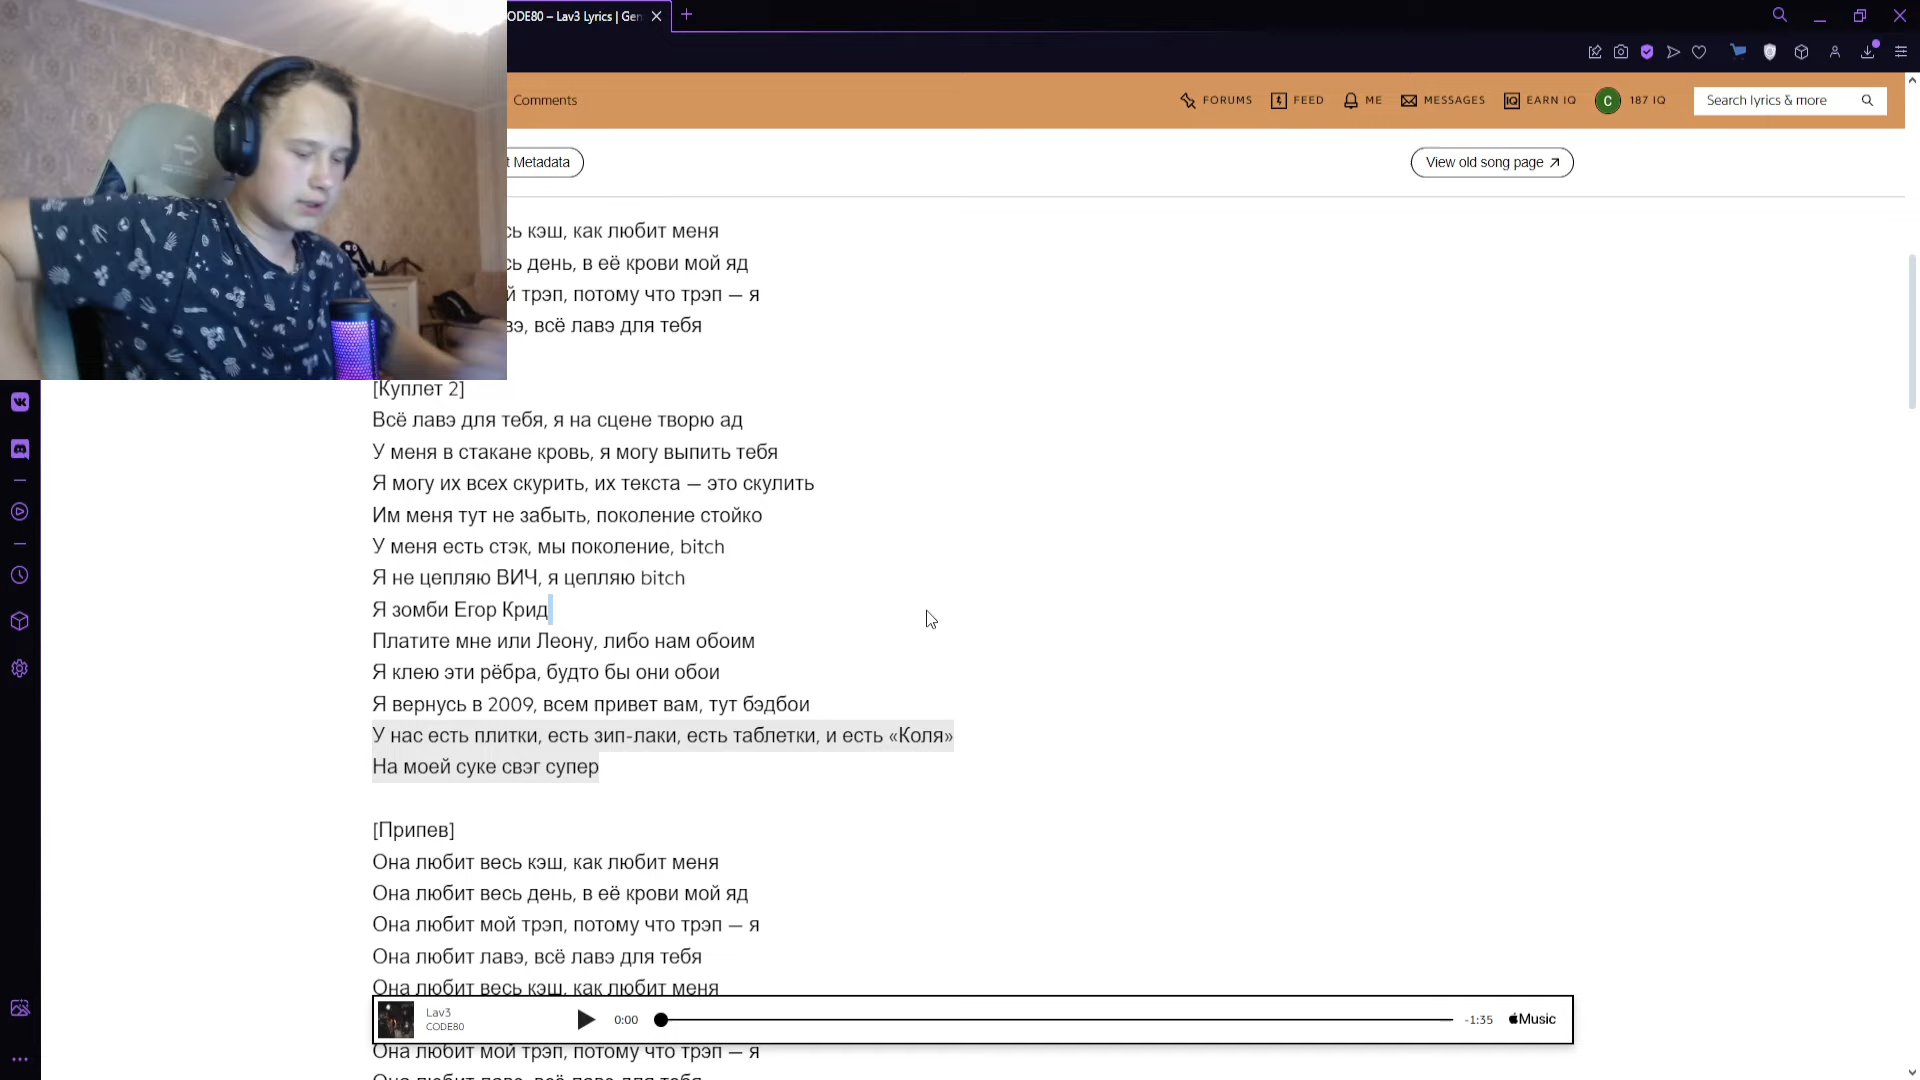 CODE80 – Lav3 Lyrics | Gen
Comments
FORUMS
FEED
ME
MESSAGES
EARN IQ
C
187 IQ
Search lyrics & more
t Metadata
View old song page
сь кэш, как любит меня
сь день, в её крови мой яд
й трэп, потому что трэп — я
вэ, всё лавэ для тебя
[Куплет 2]
Всё лавэ для тебя, я на сцене творю ад
У меня в стакане кровь, я могу выпить тебя
Я могу их всех скурить, их текста — это скулить
Им меня тут не забыть, поколение стойко
У меня есть стэк, мы поколение, bitch
Я не цепляю ВИЧ, я цепляю bitch
Я зомби Егор Крид
Платите мне или Леону, либо нам обоим
Я клею эти рёбра, будто бы они обои
Я вернусь в 2009, всем привет вам, тут бэдбои
У нас есть плитки, есть зип-лаки, есть таблетки, и есть «Коля»
На моей суке свэг супер
[Припев]
Она любит весь кэш, как любит меня
Она любит весь день, в её крови мой яд
Она любит мой трэп, потому что трэп — я
Она любит лавэ, всё лавэ для тебя
Она любит весь кэш, как любит меня
Lav3
CODE80
0:00
-1:35
Music
Она любит мой трэп, потому что трэп — я
Она любит лавэ, всё лавэ для тебя